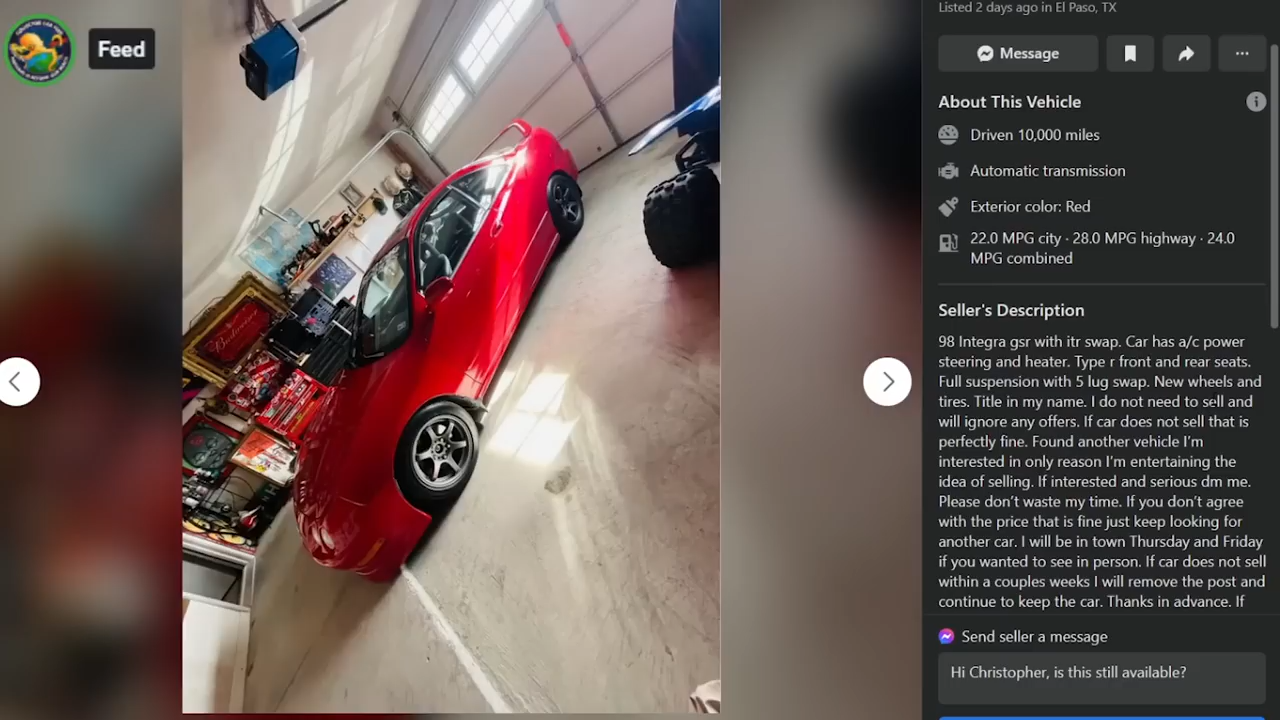 Feed
Budweiser
Listed 2 days ago in El Paso, TX
Message
About This Vehicle
Driven 10,000 miles
Automatic transmission
Exterior color: Red
22.0 MPG city · 28.0 MPG highway · 24.0
MPG combined
Seller's Description
98 Integra gsr with itr swap. Car has a/c power
steering and heater. Type r front and rear seats.
Full suspension with 5 lug swap. New wheels and
tires. Title in my name. I do not need to sell and
will ignore any offers. If car does not sell that is
perfectly fine. Found another vehicle I'm
interested in only reason I'm entertaining the
idea of selling. If interested and serious dm me.
Please don't waste my time. If you don't agree
with the price that is fine just keep looking for
another car. I will be in town Thursday and Friday
if you wanted to see in person. If car does not sell
within a couples weeks I will remove the post and
continue to keep the car. Thanks in advance. If
Send seller a message
Hi Christopher, is this still available?